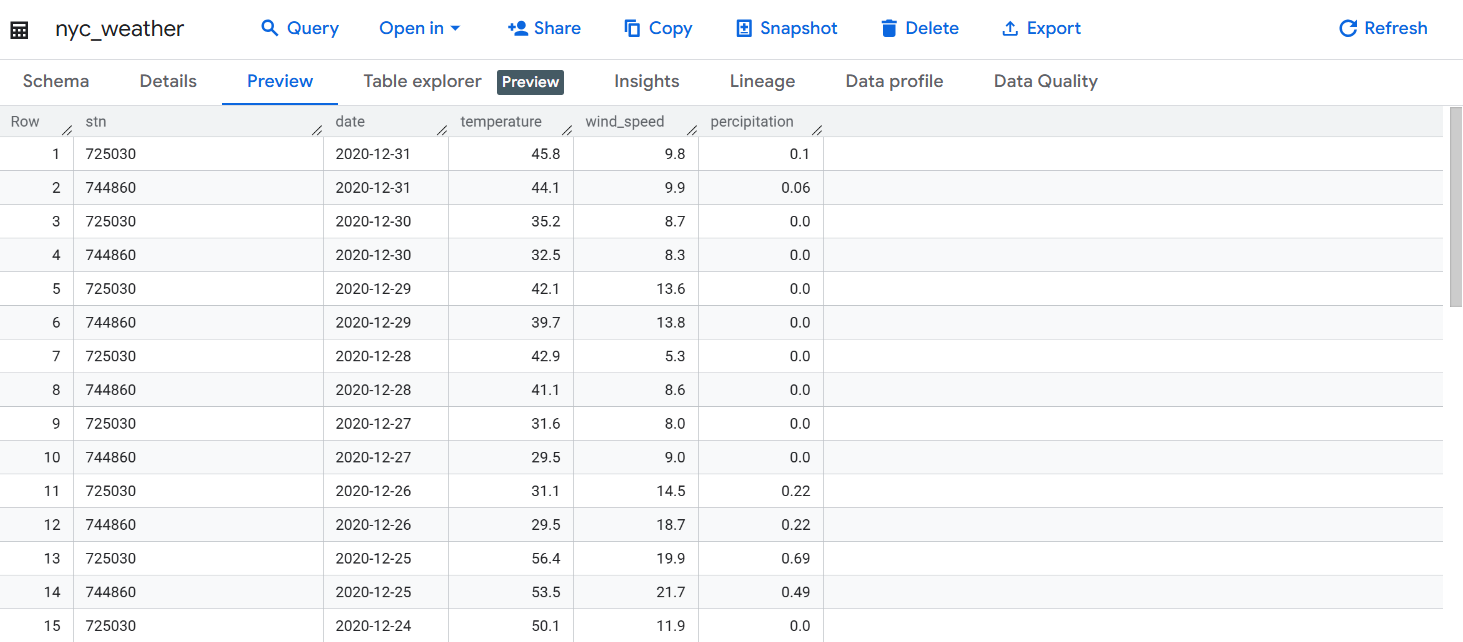 nyc_weather Query Open in Share Copy Snapshot Delete Export Refresh
Schema Details Preview Table explorer Preview Insights Lineage Data profile Data Quality
Row stn date temperature wind_speed percipitation
1 725030 2020-12-31 45.8 9.8 0.1
2 744860 2020-12-31 44.1 9.9 0.06
3 725030 2020-12-30 35.2 8.7 0.0
4 744860 2020-12-30 32.5 8.3 0.0
5 725030 2020-12-29 42.1 13.6 0.0
6 744860 2020-12-29 39.7 13.8 0.0
7 725030 2020-12-28 42.9 5.3 0.0
8 744860 2020-12-28 41.1 8.6 0.0
9 725030 2020-12-27 31.6 8.0 0.0
10 744860 2020-12-27 29.5 9.0 0.0
11 725030 2020-12-26 31.1 14.5 0.22
12 744860 2020-12-26 29.5 18.7 0.22
13 725030 2020-12-25 56.4 19.9 0.69
14 744860 2020-12-25 53.5 21.7 0.49
15 725030 2020-12-24 50.1 11.9 0.0